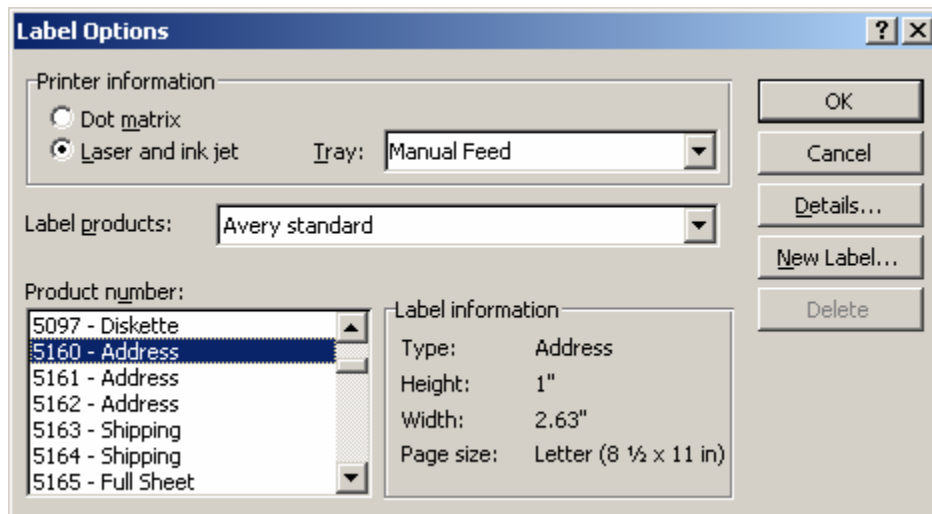 Label Options
Printer information
Dot matrix
Laser and ink jet
Tray: Manual Feed
Label products: Avery standard
Product number:
5097 - Diskette
5160 - Address
5161 - Address
5162 - Address
5163 - Shipping
5164 - Shipping
5165 - Full Sheet
Label information
Type: Address
Height: 1"
Width: 2.63"
Page size: Letter (8 ½ x 11 in)
OK
Cancel
Details...
New Label...
Delete